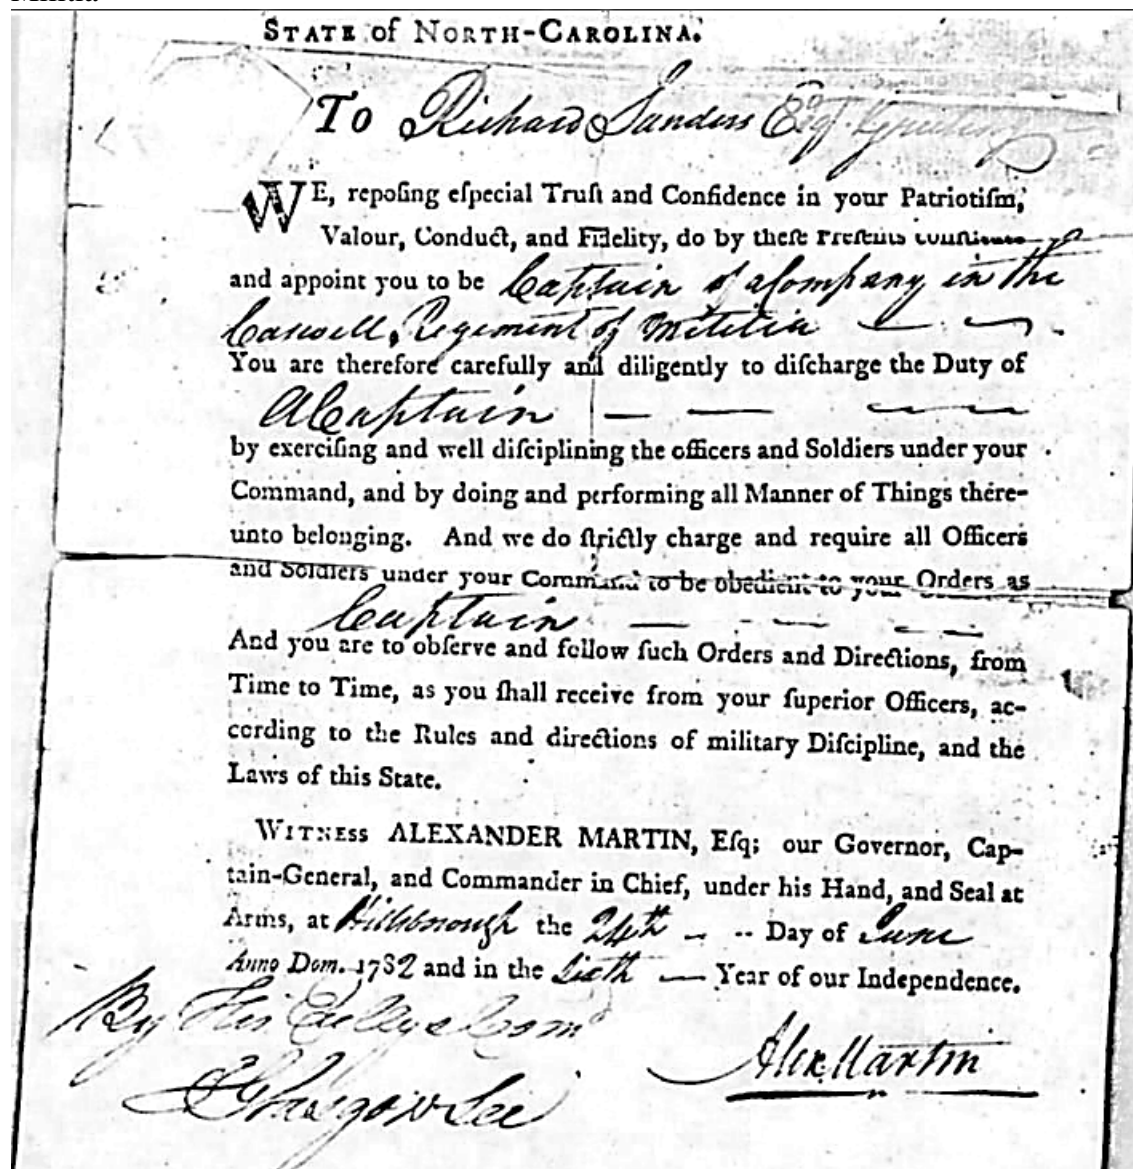 STATE of NORTH-CAROLINA.
To Richard Sanders Esqr
WE, reposing eſpecial Truſt and Confidence in your Patriotiſm,
Valour, Conduct, and Fidelity, do by theſe Preſents conſtitute
and appoint you to be Captain of a Company in the
Caswell Regiment of Militia
You are therefore carefully and diligently to diſcharge the Duty of
A Captain
by exerciſing and well diſciplining the officers and Soldiers under your
Command, and by doing and performing all Manner of Things there-
unto belonging. And we do ſtrictly charge and require all Officers
and Soldiers under your Command to be obedient to your Orders as
Captain
And you are to obſerve and follow ſuch Orders and Directions, from
Time to Time, as you ſhall receive from your ſuperior Officers, ac-
cording to the Rules and directions of military Diſcipline, and the
Laws of this State.
WITNESS ALEXANDER MARTIN, Eſq; our Governor, Cap-
tain-General, and Commander in Chief, under his Hand, and Seal at
Arms, at Hillsborough the 24th Day of June
Anno Dom. 1782 and in the Sixth Year of our Independence.
By His Excellys Comd
Alex. Martin
J Glasgow Sec